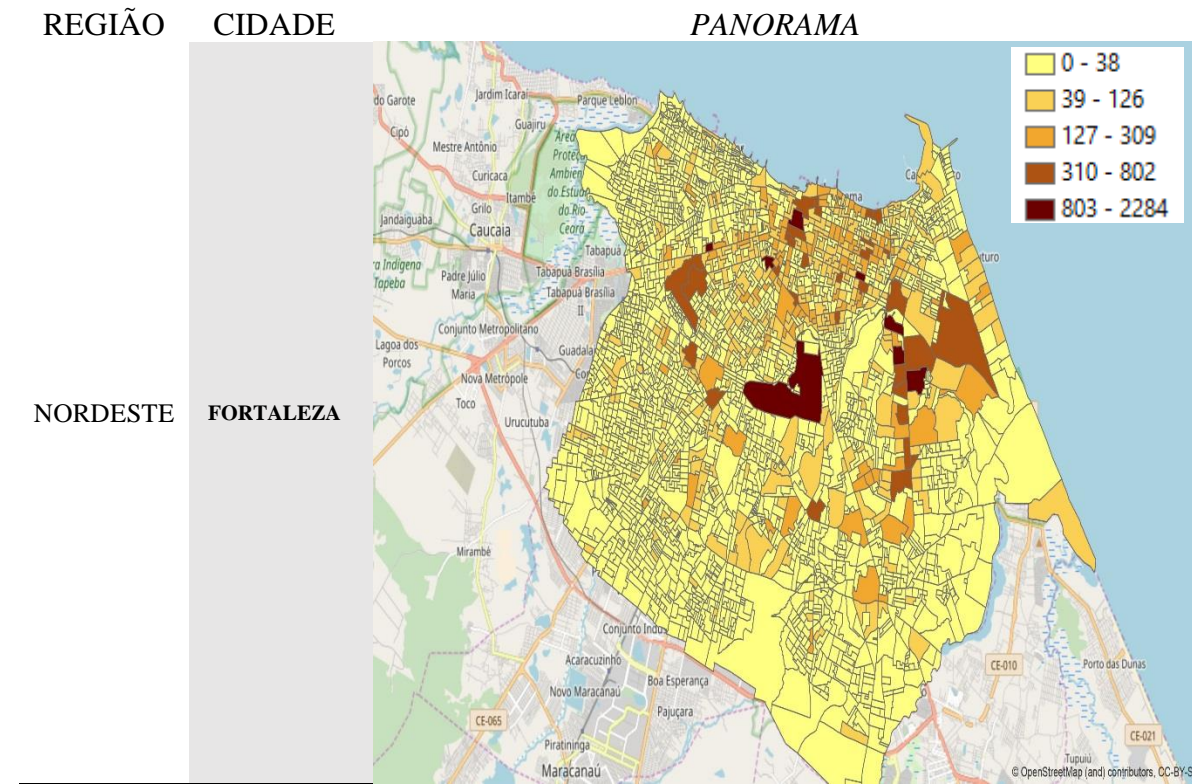 REGIÃO CIDADE PANORAMA
0 - 38
39 - 126
127 - 309
310 - 802
803 - 2284
do Garote
Jardim Icaraí
Parque Leblon
Guajiru
Cipó
Mestre Antônio
Curicaca
Itambé
Grilo
Jandaiguaba
Caucaia
Tabapuá
Padre Júlio
Maria
Tabapuá Brasília
Tabapuá Brasília
II
Tapeba
Conjunto Metropolitano
Lagoa dos
Porcos
Nova Metrópole
Toco
Urucutuba
NORDESTE FORTALEZA
Mirambé
Acaracuzinho
Boa Esperança
Novo Maracanaú
Pajuçara
CE-065
Piratininga
Maracanaú
CE-010
Porto das Dunas
CE-021
Tupuiú
© OpenStreetMap (and) contributors, CC-BY-S